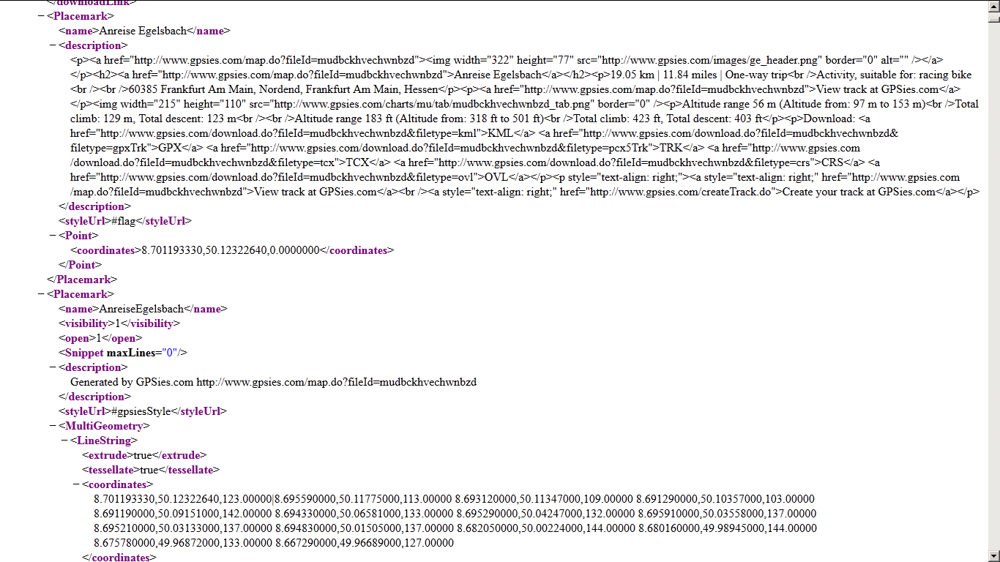 </downloadLink>
−<Placemark>
<name>Anreise Egelsbach</name>
−<description>
<p><a href="http://www.gpsies.com/map.do?fileId=mudbckhvechwnbzd"><img width="322" height="77" src="http://www.gpsies.com/images/ge_header.png" border="0" alt="" /></a>
</p><h2><a href="http://www.gpsies.com/map.do?fileId=mudbckhvechwnbzd">Anreise Egelsbach</a></h2><p>19.05 km | 11.84 miles | One-way trip<br />Activity, suitable for: racing bike
<br /><br />60385 Frankfurt Am Main, Nordend, Frankfurt Am Main, Hessen</p><p><a href="http://www.gpsies.com/map.do?fileId=mudbckhvechwnbzd">View track at GPSies.com</a>
</p><img width="215" height="110" src="http://www.gpsies.com/charts/mu/tab/mudbckhvechwnbzd_tab.png" border="0" /><p>Altitude range 56 m (Altitude from: 97 m to 153 m)<br />Total
climb: 129 m, Total descent: 123 m<br /><br />Altitude range 183 ft (Altitude from: 318 ft to 501 ft)<br />Total climb: 423 ft, Total descent: 403 ft</p><p>Download: <a
href="http://www.gpsies.com/download.do?fileId=mudbckhvechwnbzd&filetype=kml">KML</a> <a href="http://www.gpsies.com/download.do?fileId=mudbckhvechwnbzd&
filetype=gpxTrk">GPX</a> <a href="http://www.gpsies.com/download.do?fileId=mudbckhvechwnbzd&filetype=pcx5Trk">TRK</a> <a href="http://www.gpsies.com
/download.do?fileId=mudbckhvechwnbzd&filetype=tcx">TCX</a> <a href="http://www.gpsies.com/download.do?fileId=mudbckhvechwnbzd&filetype=crs">CRS</a> <a
href="http://www.gpsies.com/download.do?fileId=mudbckhvechwnbzd&filetype=ovl">OVL</a></p><p style="text-align: right;"><a style="text-align: right;" href="http://www.gpsies.com
/map.do?fileId=mudbckhvechwnbzd">View track at GPSies.com</a><br /><a style="text-align: right;" href="http://www.gpsies.com/createTrack.do">Create your track at GPSies.com</a></p>
</description>
<styleUrl>#flag</styleUrl>
−<Point>
<coordinates>8.701193330,50.12322640,0.0000000</coordinates>
</Point>
</Placemark>
−<Placemark>
<name>AnreiseEgelsbach</name>
<visibility>1</visibility>
<open>1</open>
<Snippet maxLines="0"/>
−<description>
Generated by GPSies.com http://www.gpsies.com/map.do?fileId=mudbckhvechwnbzd
</description>
<styleUrl>#gpsiesStyle</styleUrl>
−<MultiGeometry>
−<LineString>
<extrude>true</extrude>
<tessellate>true</tessellate>
−<coordinates>
8.701193330,50.12322640,123.00000|8.695590000,50.11775000,113.00000 8.693120000,50.11347000,109.00000 8.691290000,50.10357000,103.00000
8.691190000,50.09151000,142.00000 8.694330000,50.06581000,133.00000 8.695290000,50.04247000,132.00000 8.695910000,50.03558000,137.00000
8.695210000,50.03133000,137.00000 8.694830000,50.01505000,137.00000 8.682050000,50.00224000,144.00000 8.680160000,49.98945000,144.00000
8.675780000,49.96872000,133.00000 8.667290000,49.96689000,127.00000
</coordinates>